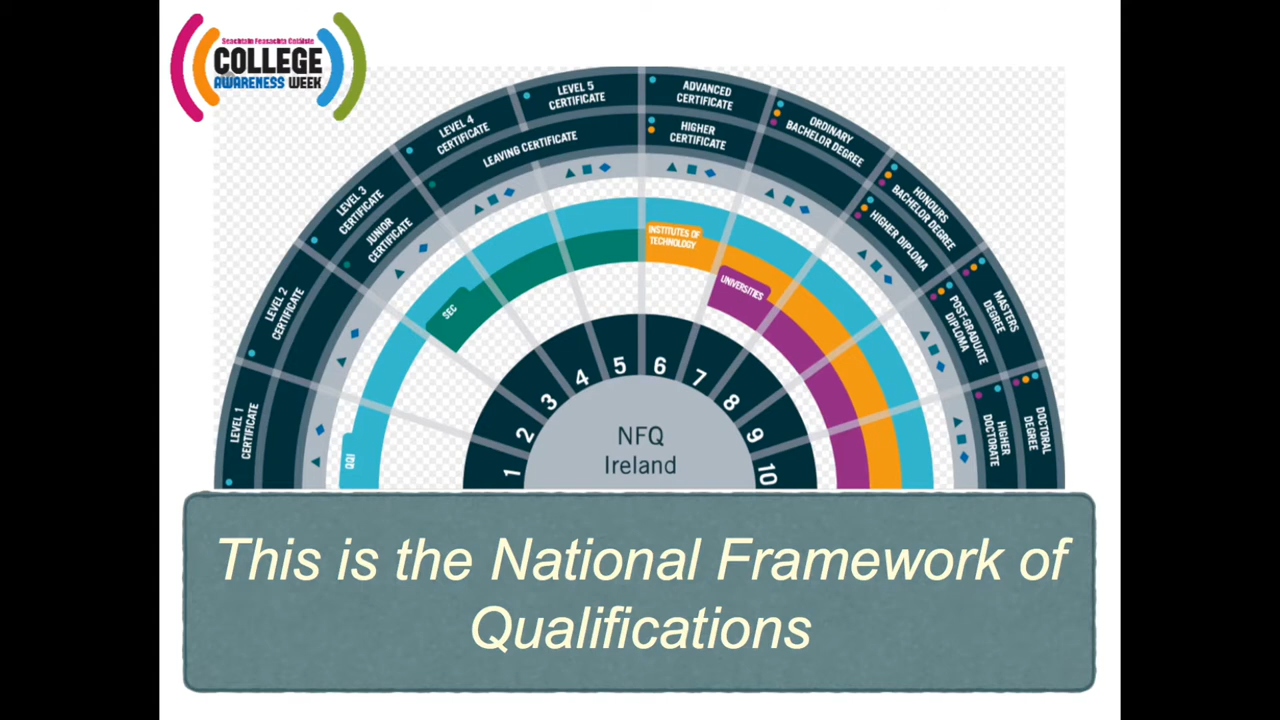 Seachtain Feasachta Coláiste
COLLEGE
AWARENESS WEEK
LEVEL 1
CERTIFICATE
LEVEL 2
CERTIFICATE
LEVEL 3
CERTIFICATE
JUNIOR
CERTIFICATE
LEVEL 4
CERTIFICATE
LEVEL 5
CERTIFICATE
LEAVING CERTIFICATE
ADVANCED
CERTIFICATE
HIGHER
CERTIFICATE
ORDINARY
BACHELOR DEGREE
HONOURS
BACHELOR DEGREE
HIGHER DIPLOMA
MASTERS
DEGREE
POST-GRADUATE
DIPLOMA
DOCTORAL
DEGREE
HIGHER
DOCTORATE
QQI
SEC
INSTITUTES OF
TECHNOLOGY
UNIVERSITIES
1
2
3
4
5
6
7
8
9
10
NFQ
Ireland
This is the National Framework of
Qualifications